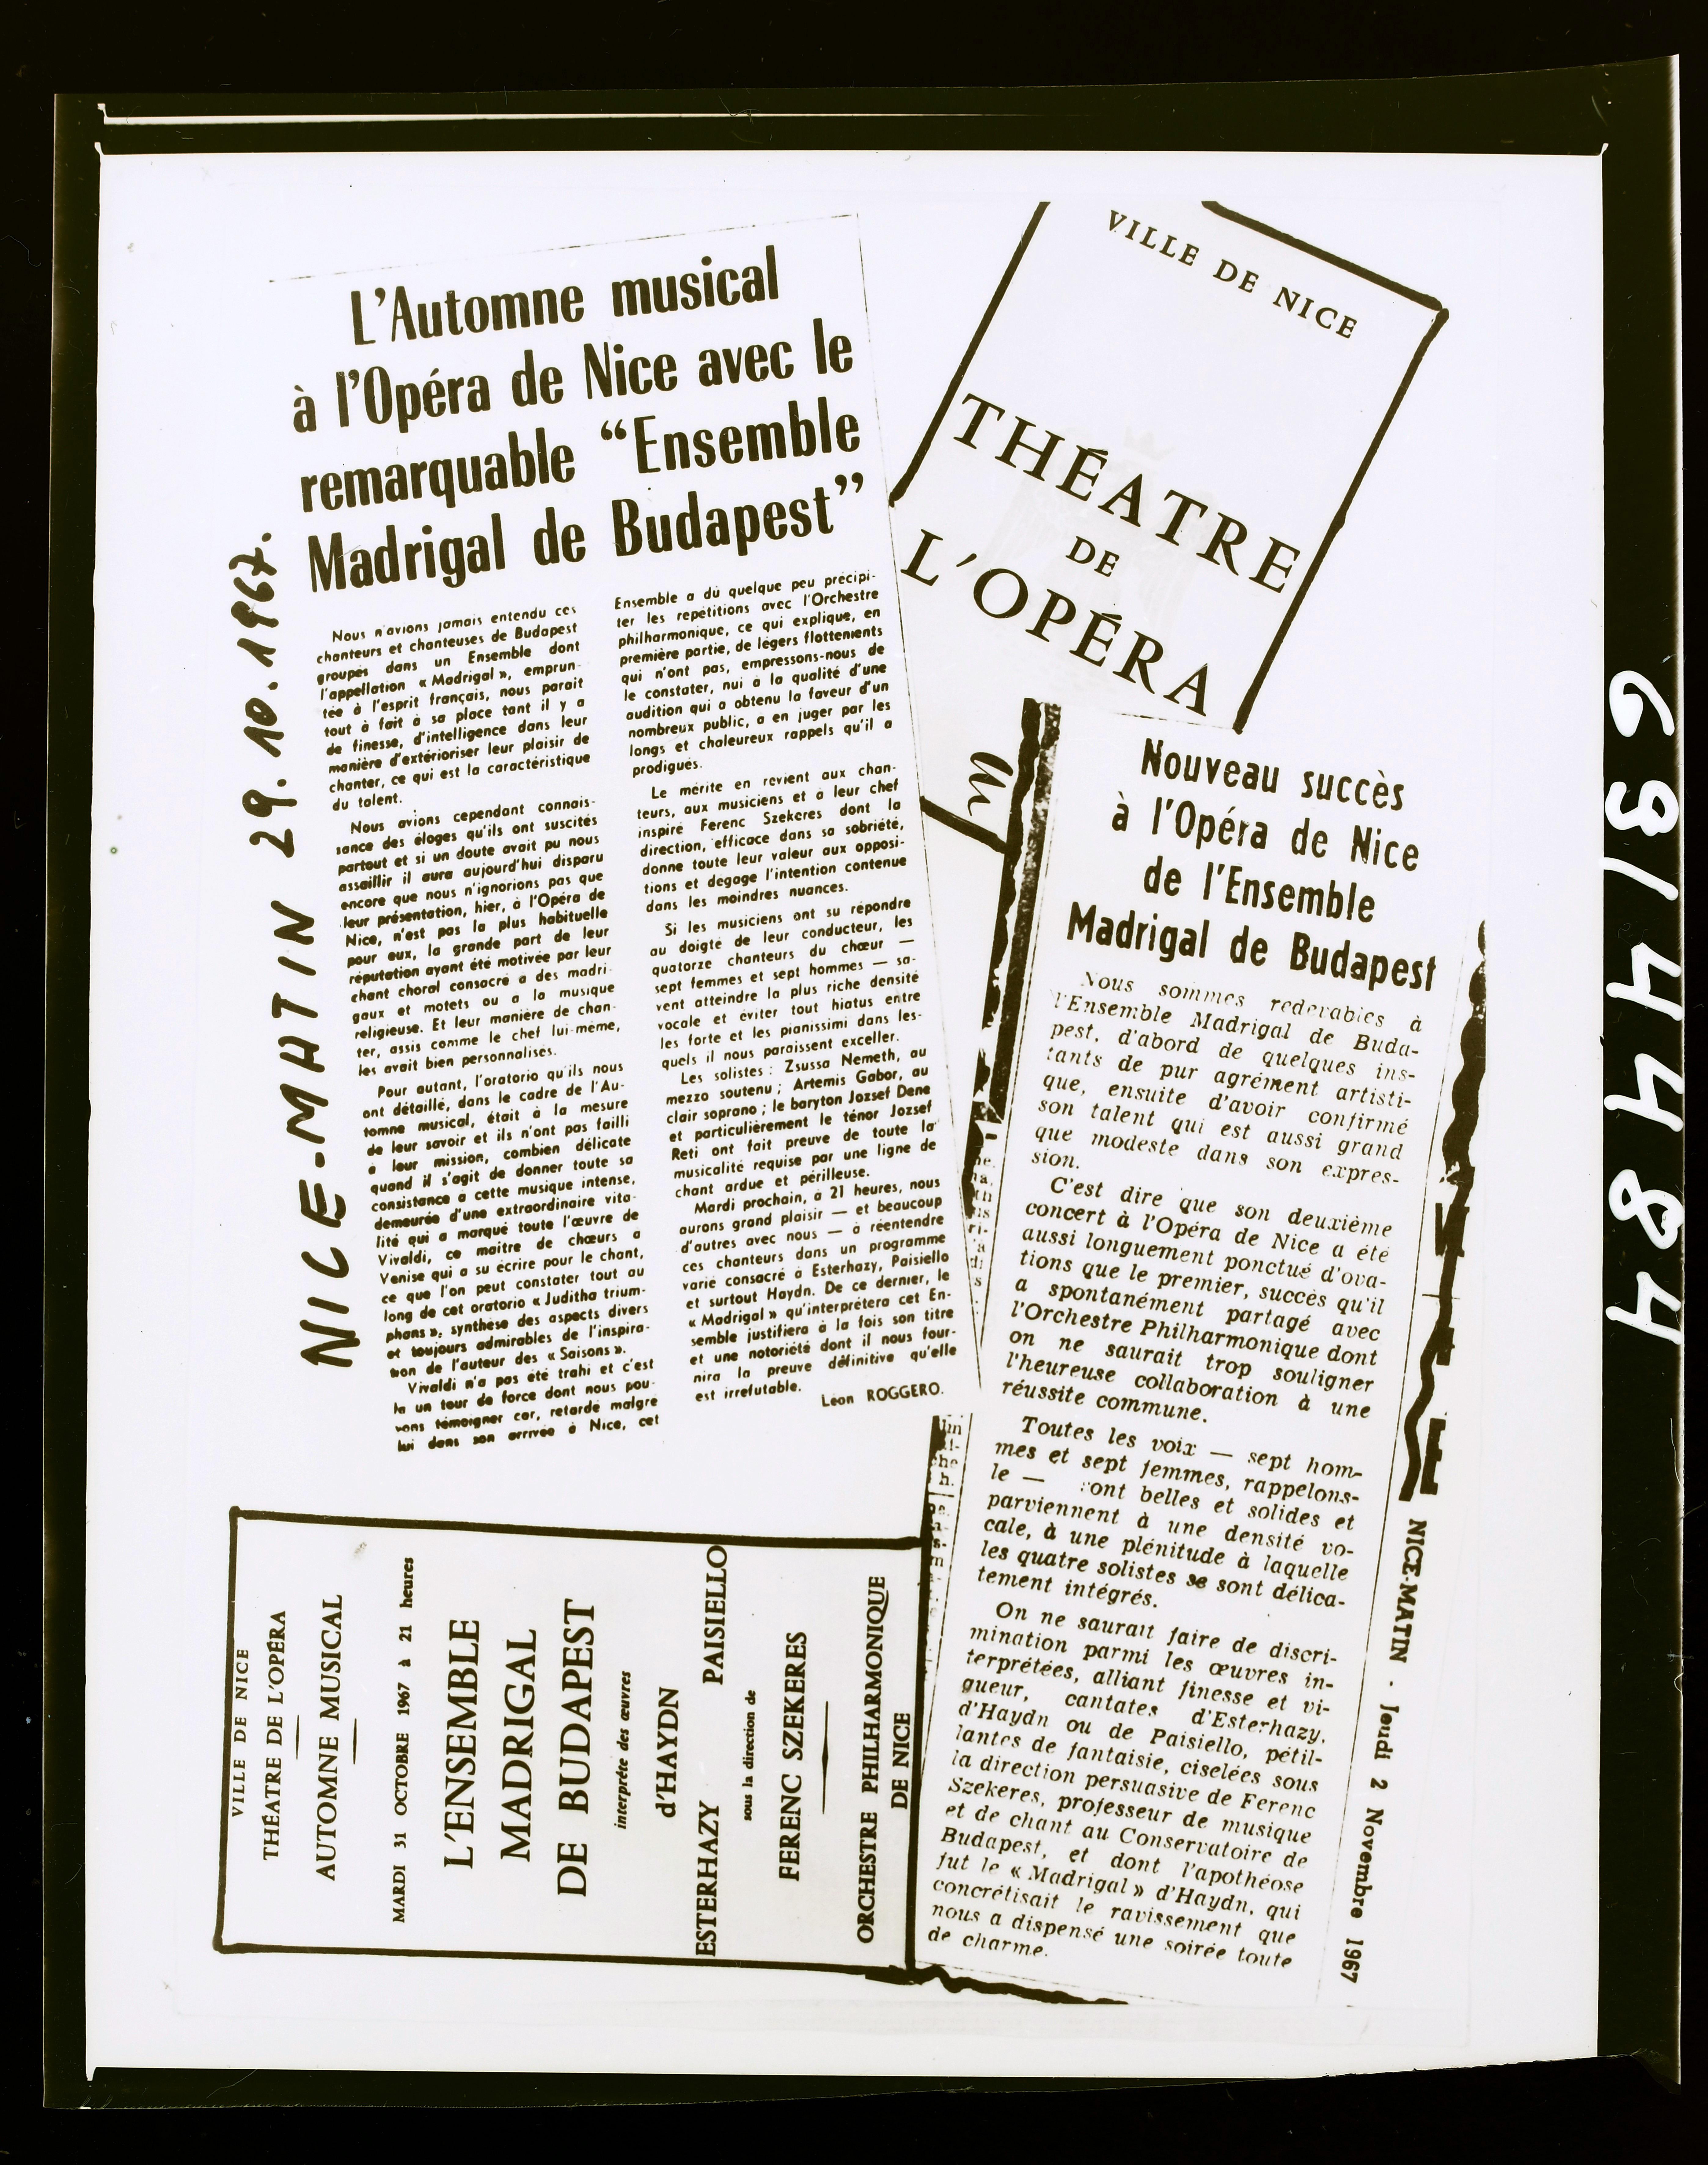 NICE-MATIN 29.10.1967.
L'Automne musical
à l'Opéra de Nice avec le
remarquable “Ensemble
Madrigal de Budapest”
Nous n'avions jamais entendu ces
chanteurs et chanteuses de Budapest
groupés dans un Ensemble dont
l'appellation « Madrigal », emprun-
tée à l'esprit français, nous parait
tout à fait à sa place tant il y a
de finesse, d'intelligence dans leur
manière d'extérioriser leur plaisir de
chanter, ce qui est la caractéristique
du talent.
Nous avions cependant connais-
sance des éloges qu'ils ont suscités
partout et si un doute avait pu nous
assaillir il aura aujourd'hui disparu
encore que nous n'ignorions pas que
leur présentation, hier, à l'Opéra de
Nice, n'est pas la plus habituelle
pour eux, la grande part de leur
réputation ayant été motivée par leur
chant choral consacré a des madri-
gaux et motets ou a la musique
religieuse. Et leur manière de chan-
ter, assis comme le chef lui-même,
les avait bien personnalisés.
Pour autant, l'oratorio qu'ils nous
ont détaillé, dans le cadre de l'Au-
tomne musical, était à la mesure
de leur savoir et ils n'ont pas failli
a leur mission, combien délicate
quand il s'agit de donner toute sa
consistance a cette musique intense,
demeurée d'une extraordinaire vita-
lité qui a marqué toute l'œuvre de
Vivaldi, ce maitre de chœurs a
Venise qui a su écrire pour le chant,
ce que l'on peut constater tout au
long de cet oratorio « Juditha trium-
phans », synthèse des aspects divers
et toujours admirables de l'inspira-
tion de l'auteur des « Saisons ».
Vivaldi n'a pas été trahi et c'est
la un tour de force dont nous pou-
vons témoigner car, retardé malgre
lui dans son arrivée à Nice, cet
Ensemble a dû quelque peu précipi-
ter les repétitions avec l'Orchestre
philharmonique, ce qui explique, en
première partie, de légers flottements
qui n'ont pas, empressons-nous de
le constater, nui à la qualité d'une
audition qui a obtenu la faveur d'un
nombreux public, a en juger par les
longs et chaleureux rappels qu'il a
prodigués.
Le mérite en revient aux chan-
teurs, aux musiciens et à leur chef
inspiré Ferenc Szekeres dont la
direction, efficace dans sa sobriété,
donne toute leur valeur aux opposi-
tions et dégage l'intention contenue
dans les moindres nuances.
Si les musiciens ont su répondre
au doigté de leur conducteur, les
quatorze chanteurs du chœur —
sept femmes et sept hommes — sa-
vent atteindre la plus riche densité
vocale et éviter tout hiatus entre
les forte et les pianissimi dans les-
quels il nous paraissent exceller.
Les solistes : Zsussa Nemeth, au
mezzo soutenu ; Artemis Gabor, au
clair soprano ; le baryton Jozsef Dene
et particulièrement le ténor Jozsef
Reti ont fait preuve de toute la
musicalité requise par une ligne de
chant ardue et périlleuse.
Mardi prochain, à 21 heures, nous
aurons grand plaisir — et beaucoup
d'autres avec nous — à réentendre
ces chanteurs dans un programme
varié consacré à Esterhazy, Paisiello
et surtout Haydn. De ce dernier, le
« Madrigal » qu'interprétera cet En-
semble justifiera à la fois son titre
et une notoriété dont il nous four-
nira la preuve définitive qu'elle
est irrefutable.
Léon ROGGERO.
VILLE DE NICE
THÉATRE
DE
L'OPÉRA
Nouveau succès
à l'Opéra de Nice
de l'Ensemble
Madrigal de Budapest
Nous sommes redevables à
l'Ensemble Madrigal de Buda-
pest, d'abord de quelques ins-
tants de pur agrément artisti-
que, ensuite d'avoir confirmé
son talent qui est aussi grand
que modeste dans son expres-
sion.
C'est dire que son deuxième
concert à l'Opéra de Nice a été
aussi longuement ponctué d'ova-
tions que le premier, succès qu'il
a spontanément partagé avec
l'Orchestre Philharmonique dont
on ne saurait trop souligner
l'heureuse collaboration à une
réussite commune.
Toutes les voix — sept hom-
mes et sept femmes, rappelons-
le — sont belles et solides et
parviennent à une densité vo-
cale, à une plénitude à laquelle
les quatre solistes se sont délica-
tement intégrés.
On ne saurait faire de discri-
mination parmi les œuvres in-
terprétées, alliant finesse et vi-
gueur, cantates d'Esterhazy,
d'Haydn ou de Paisiello, pétil-
lantes de fantaisie, ciselées sous
la direction persuasive de Ferenc
Szekeres, professeur de musique
et de chant au Conservatoire de
Budapest, et dont l'apothéose
fut le « Madrigal » d'Haydn, qui
concrétisait le ravissement que
nous a dispensé une soirée toute
de charme.
NICE-MATIN - Jeudi 2 Novembre 1967
VILLE DE NICE
THÉATRE DE L'OPÉRA
AUTOMNE MUSICAL
MARDI 31 OCTOBRE 1967 à 21 heures
L'ENSEMBLE
MADRIGAL
DE BUDAPEST
interprète des œuvres
d'HAYDN
ESTERHAZY PAISIELLO
sous la direction de
FERENC SZEKERES
ORCHESTRE PHILHARMONIQUE
DE NICE